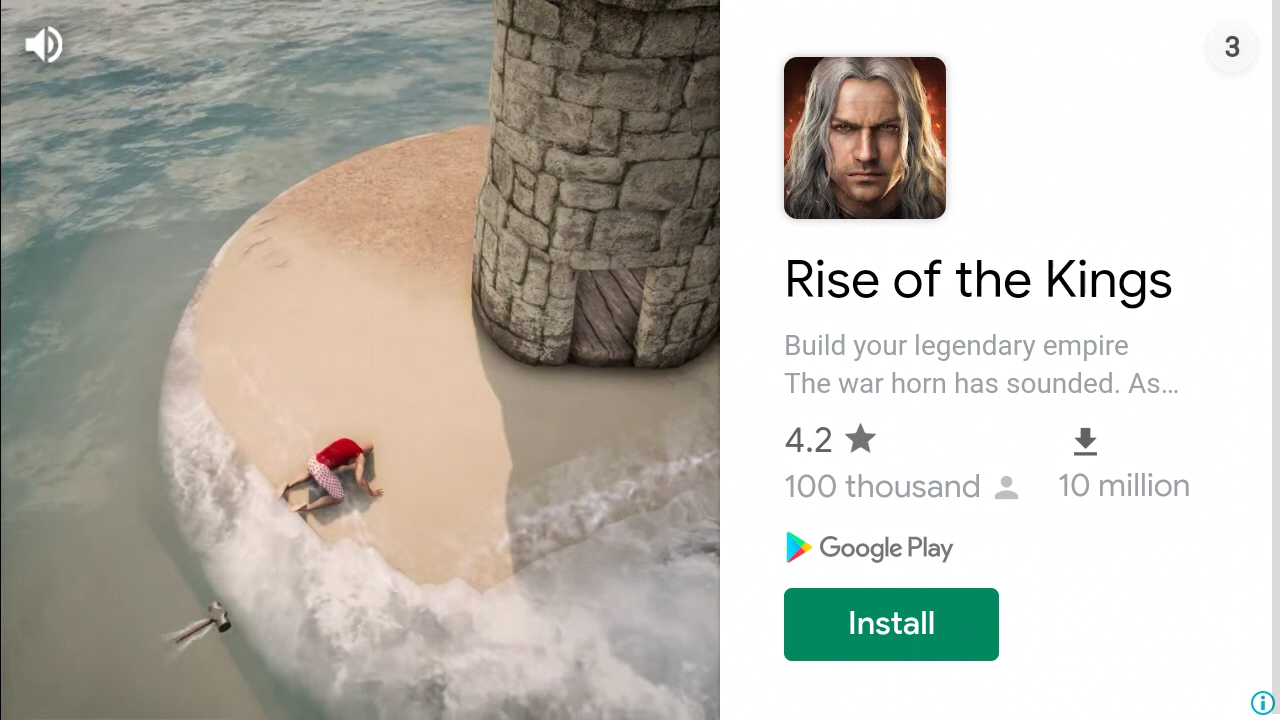 3
Rise of the Kings
Build your legendary empire
The war horn has sounded. As...
4.2
100 thousand
10 million
Google Play
Install